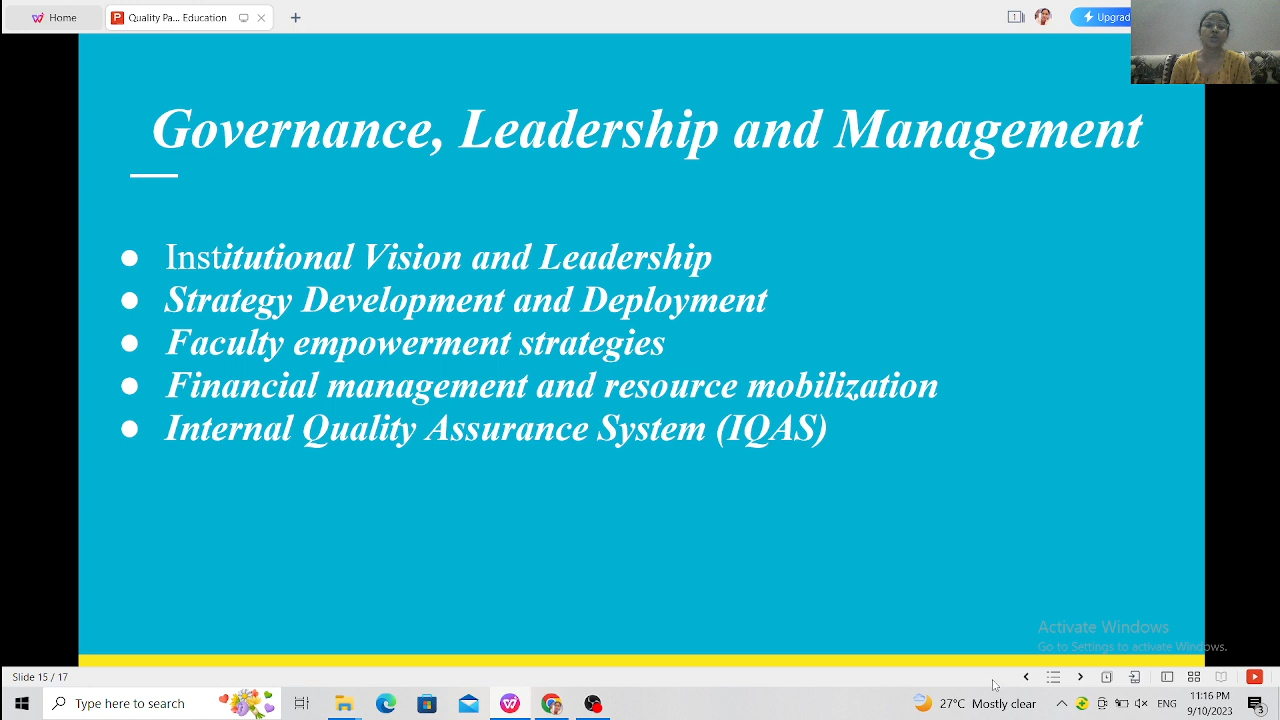 Home
Quality Pa... Education
1
Upgrad
Governance, Leadership and Management
Institutional Vision and Leadership
Strategy Development and Deployment
Faculty empowerment strategies
Financial management and resource mobilization
Internal Quality Assurance System (IQAS)
Activate Windows
Go to Settings to activate Windows.
Slide 15 / 17
Type here to search
27°C Mostly clear
ENG
11:16 PM
9/10/2023
3